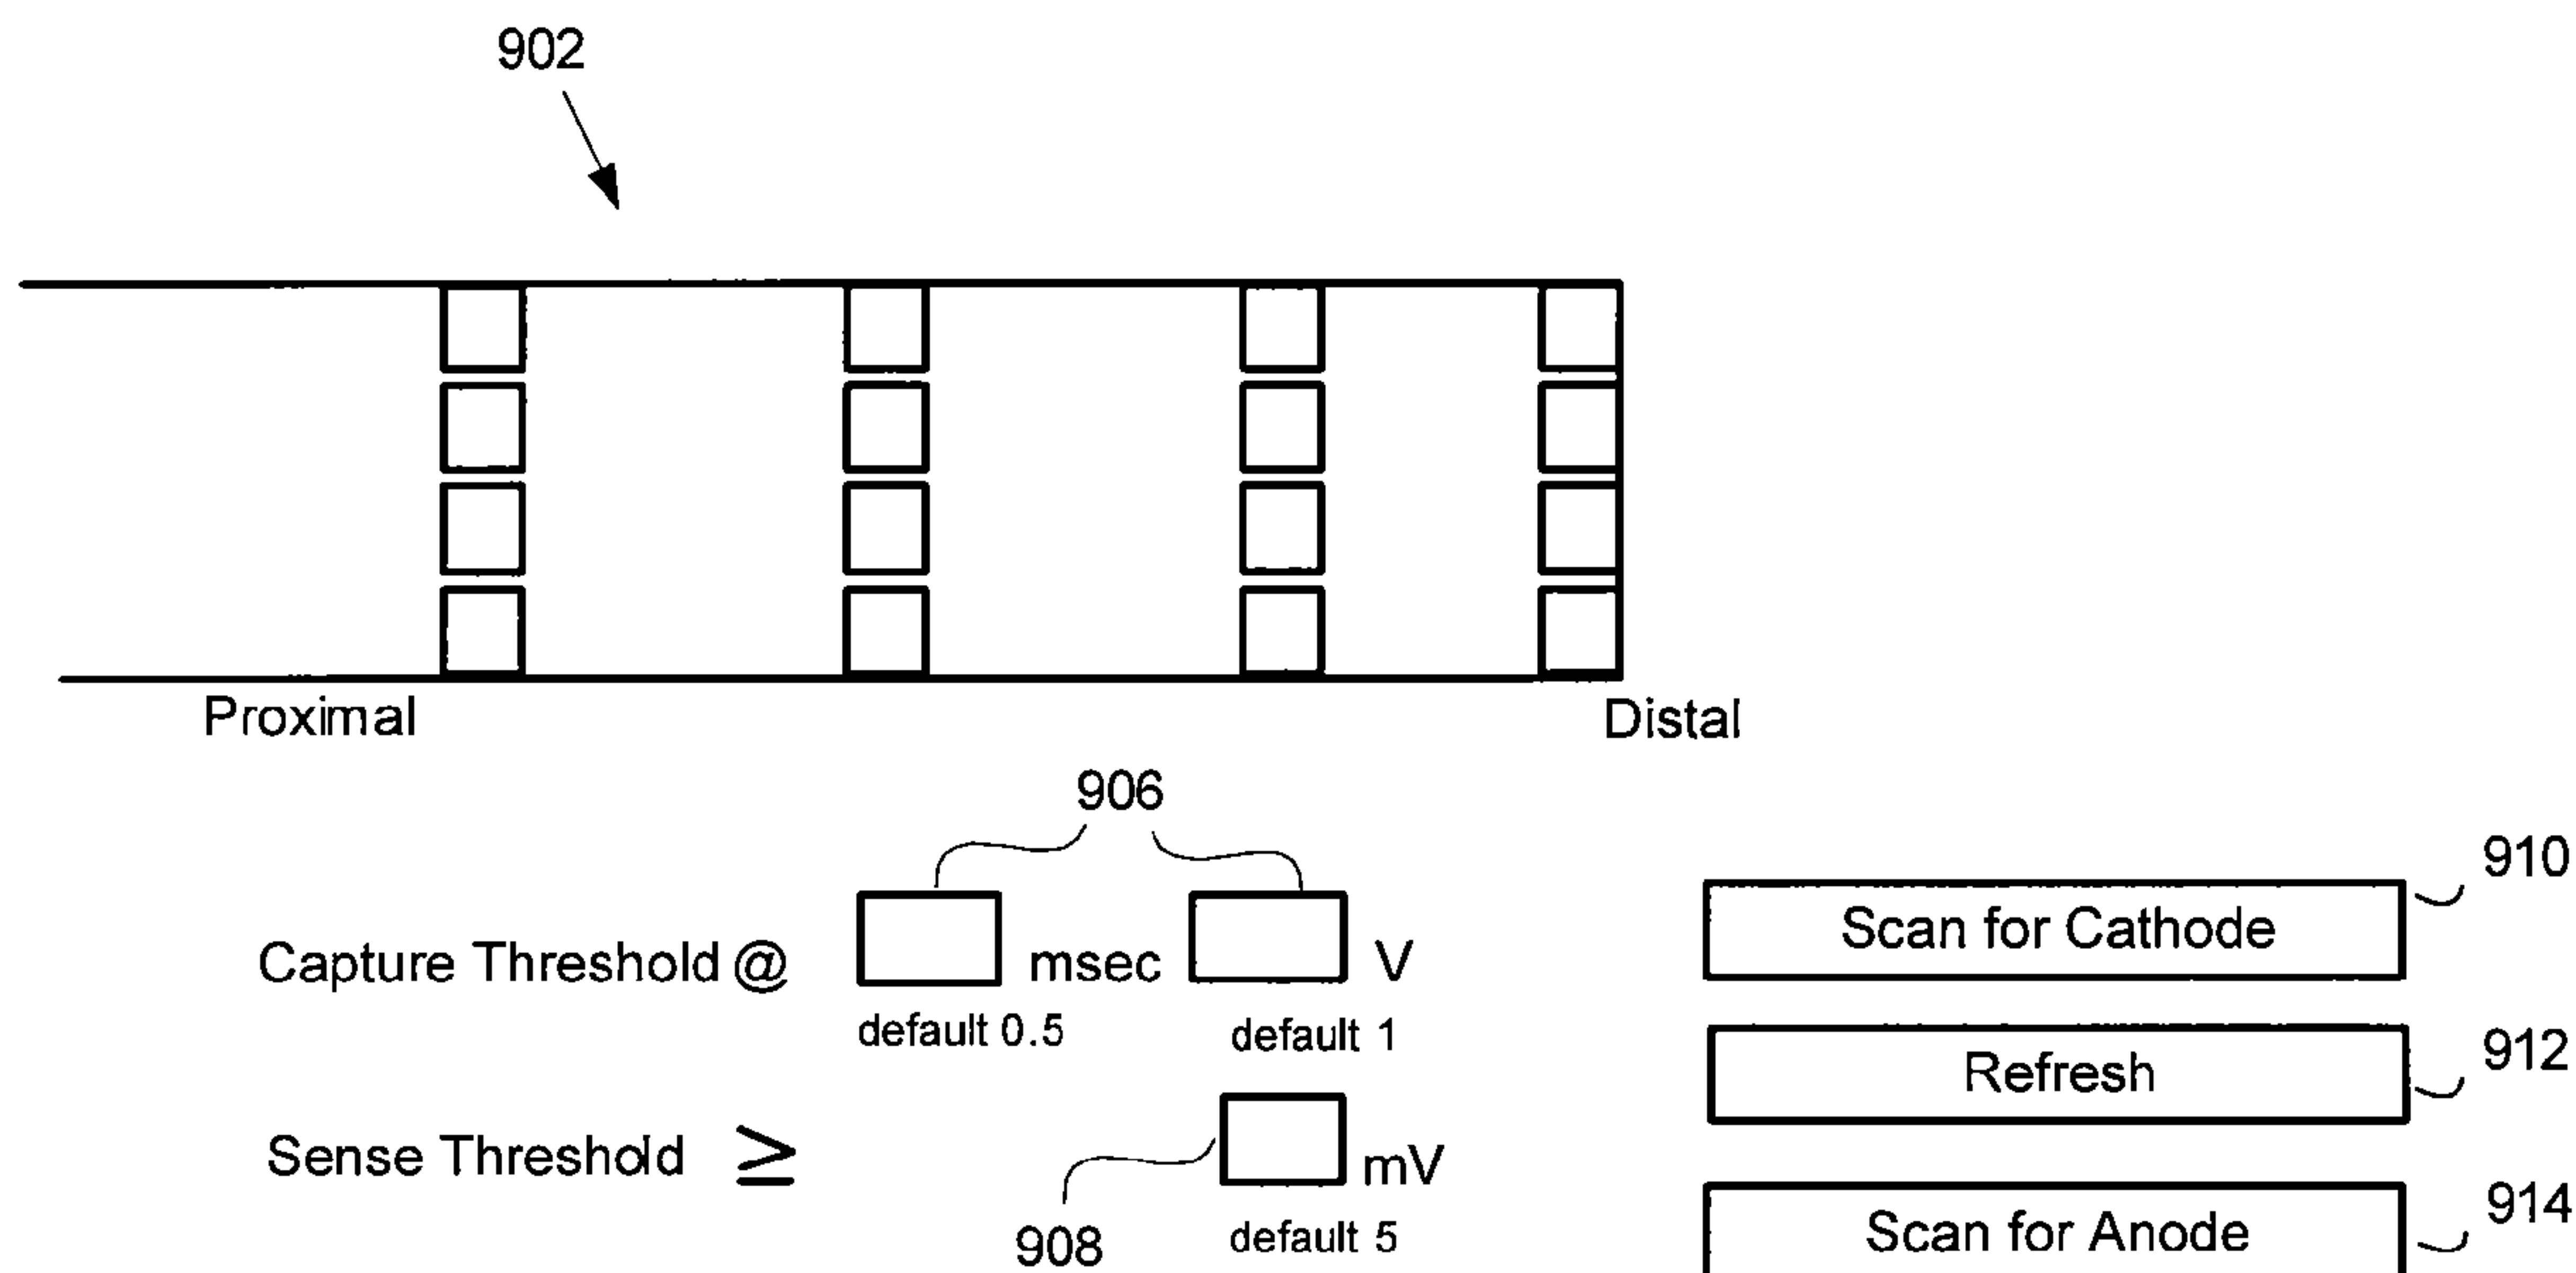 902
Proximal
Distal
906
Capture Threshold @ msec V
default 0.5
default 1
Sense Threshold ≥ mV
908
default 5
910
Scan for Cathode
912
Refresh
914
Scan for Anode